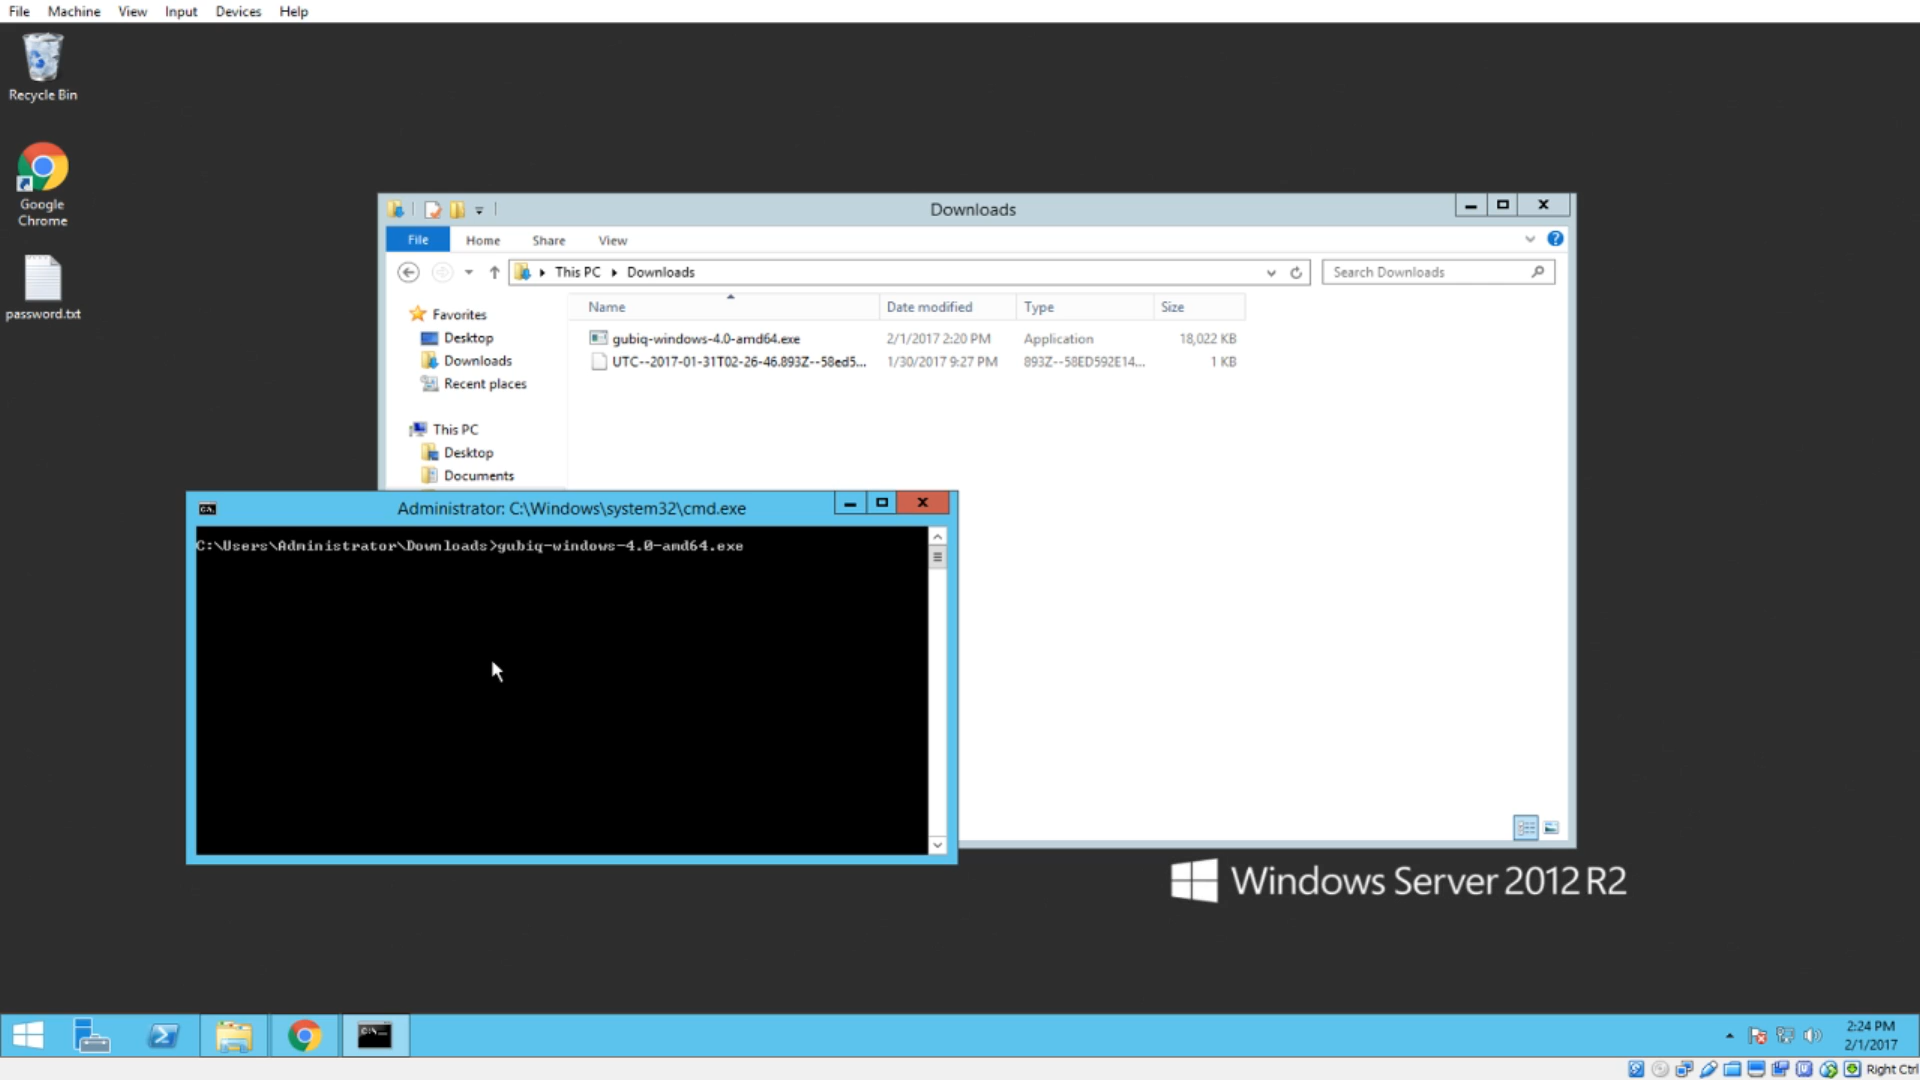 File Machine View Input Devices Help
Recycle Bin
Google
Chrome
password.txt
Downloads
File Home Share View
This PC Downloads
Search Downloads
Name Date modified Type Size
gubiq-windows-4.0-amd64.exe 2/1/2017 2:20 PM Application 18,022 KB
UTC--2017-01-31T02-26-46.893Z--58ed5... 1/30/2017 9:27 PM 893Z--58ED592E14... 1 KB
Favorites
Desktop
Downloads
Recent places
This PC
Desktop
Documents
Administrator: C:\Windows\system32\cmd.exe
C:\Users\Administrator\Downloads>gubiq-windows-4.0-amd64.exe
Windows Server 2012 R2
2:24 PM
2/1/2017
Right Ctrl